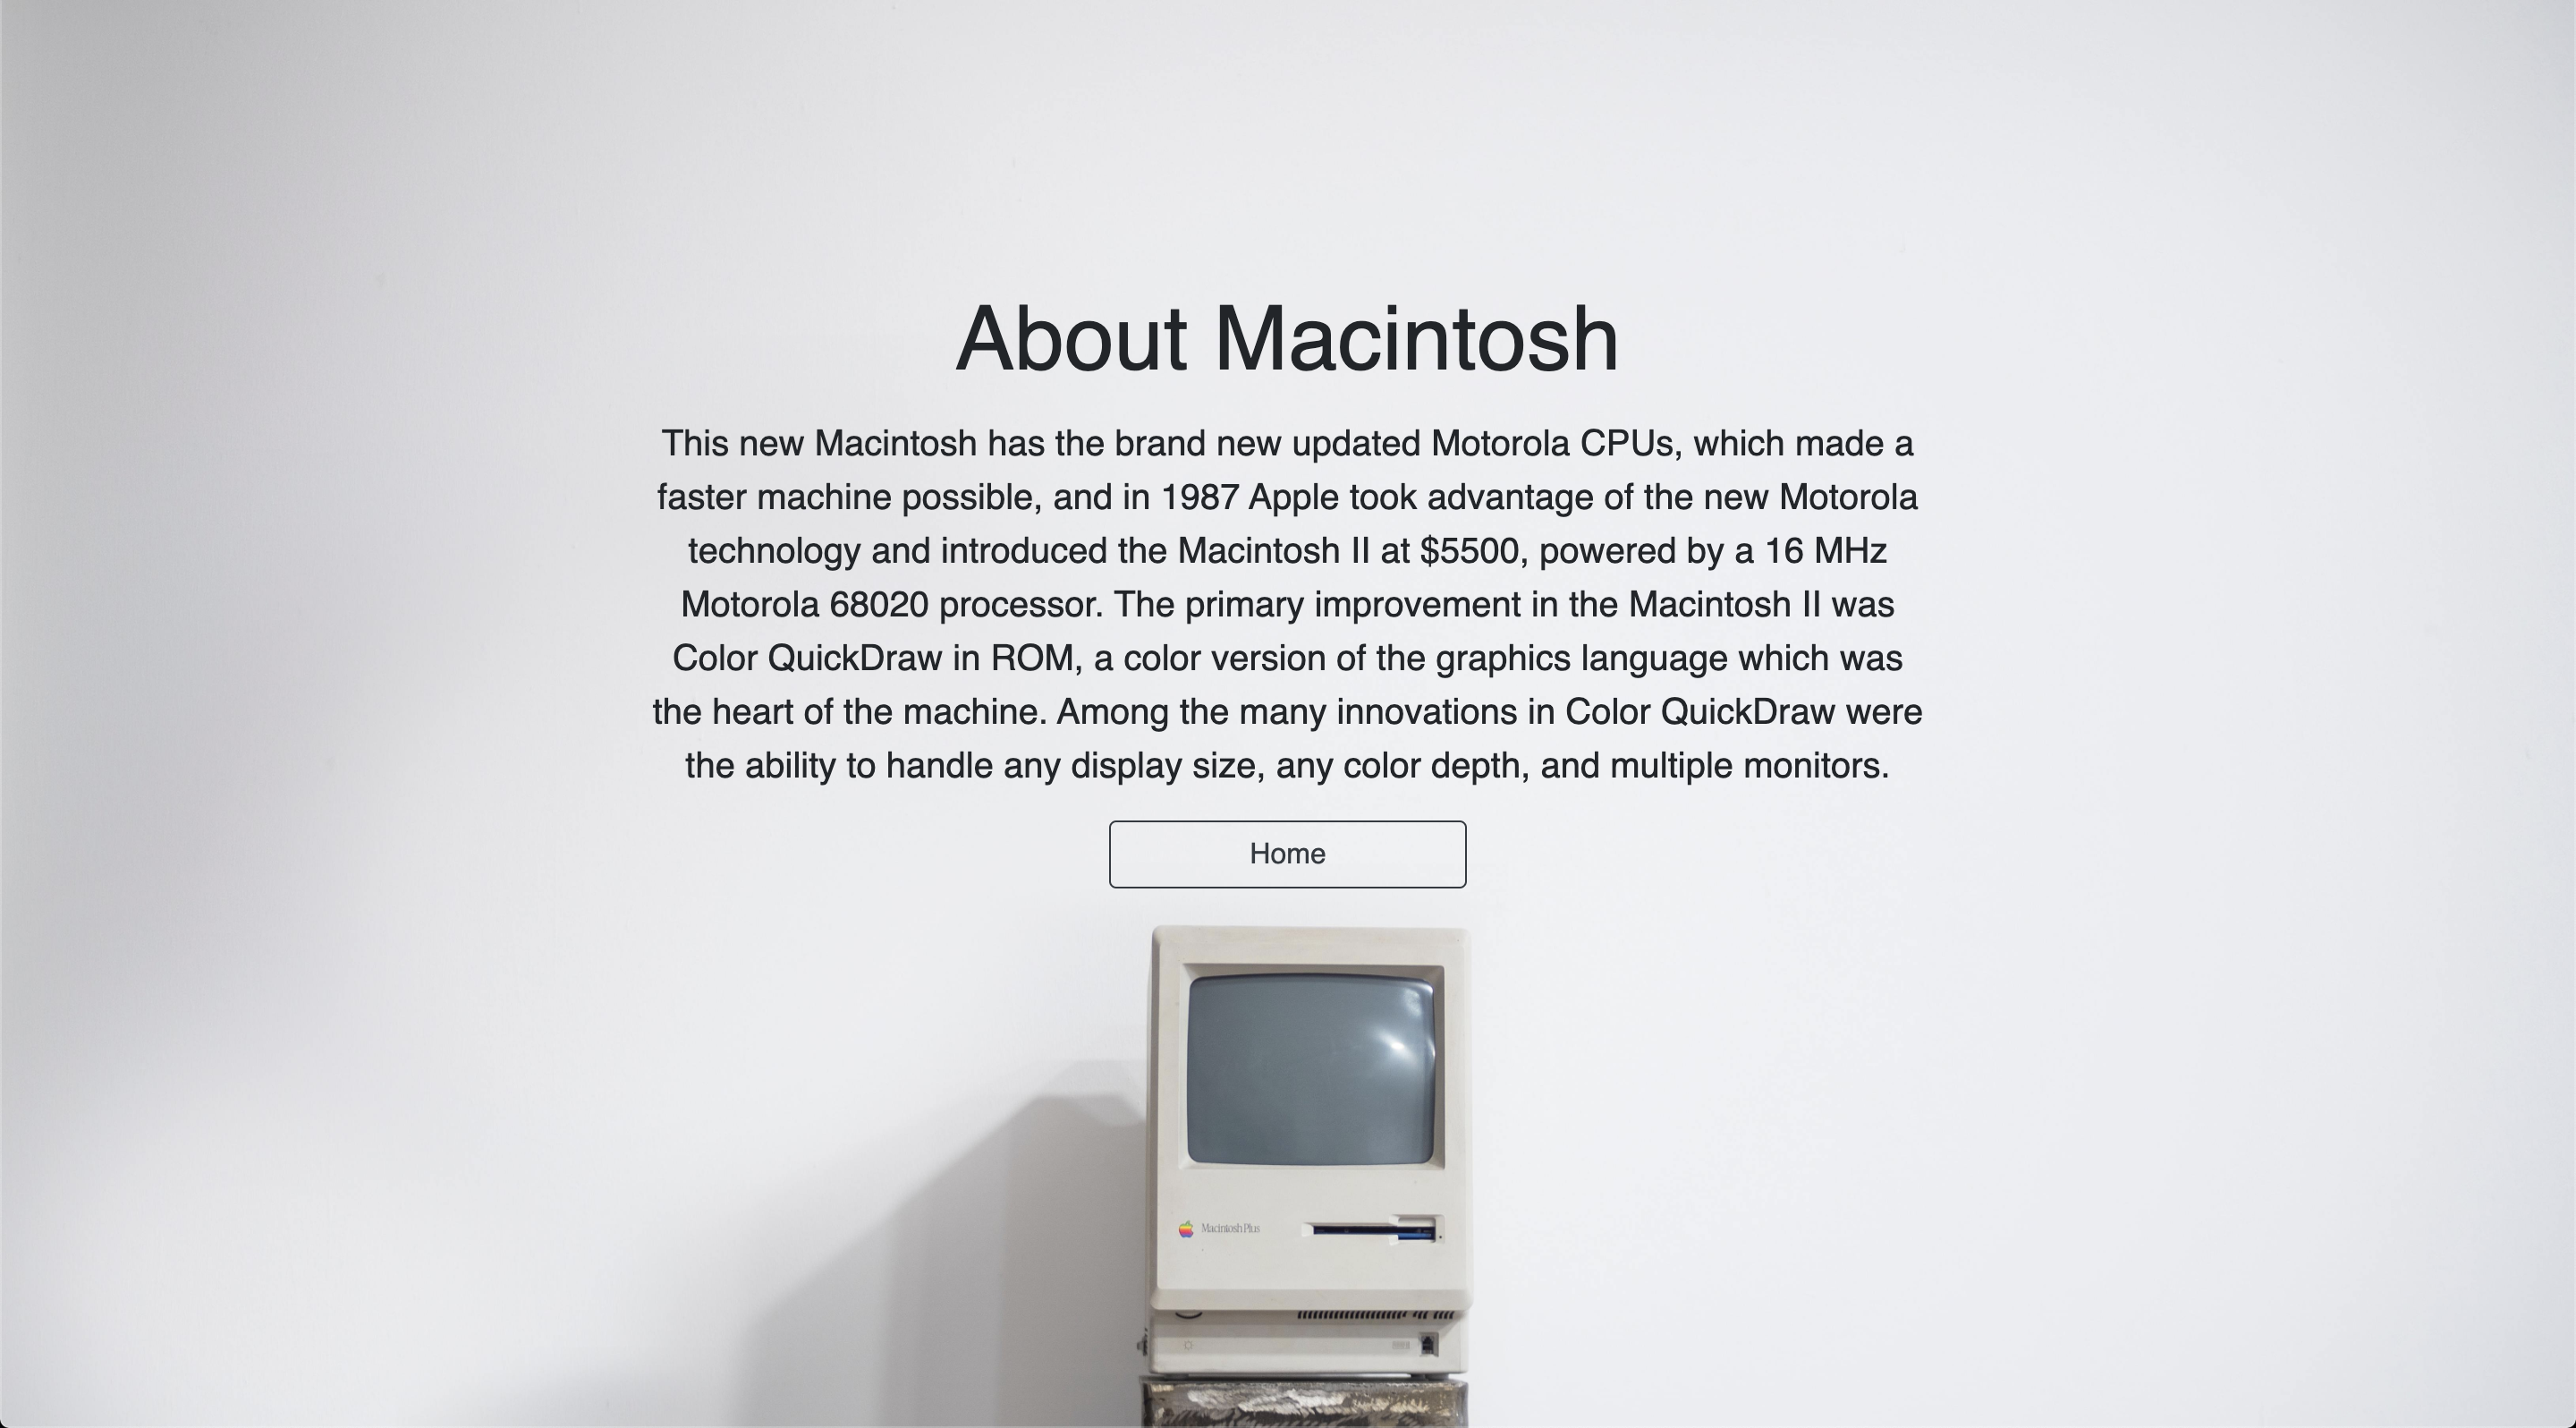 About Macintosh
This new Macintosh has the brand new updated Motorola CPUs, which made a
faster machine possible, and in 1987 Apple took advantage of the new Motorola
technology and introduced the Macintosh II at $5500, powered by a 16 MHz
Motorola 68020 processor. The primary improvement in the Macintosh II was
Color QuickDraw in ROM, a color version of the graphics language which was
the heart of the machine. Among the many innovations in Color QuickDraw were
the ability to handle any display size, any color depth, and multiple monitors.
Home
Macintosh Plus